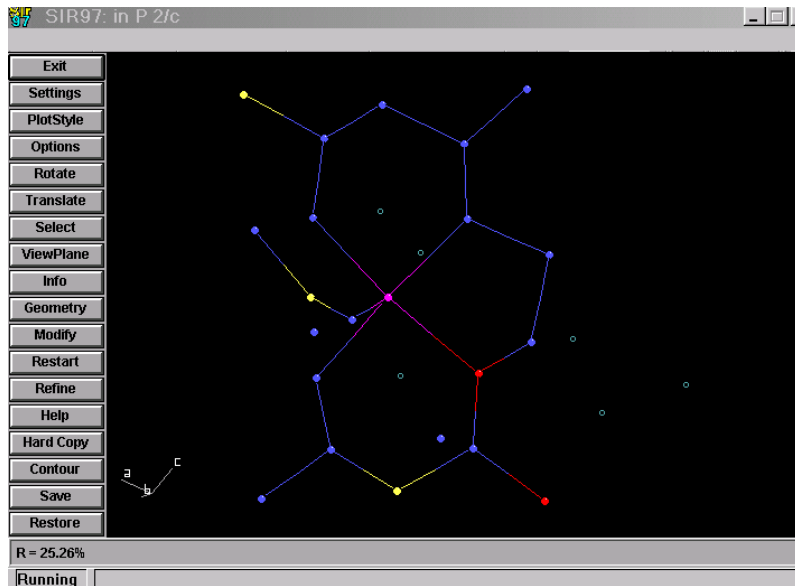 SIR97: in P 2/c
Exit
Settings
PlotStyle
Options
Rotate
Translate
Select
ViewPlane
Info
Geometry
Modify
Restart
Refine
Help
Hard Copy
Contour
Save
Restore
a
b
c
R = 25.26%
Running